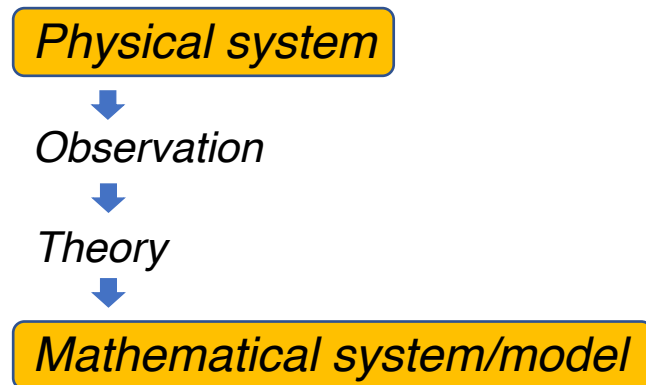 Physical system
Observation
Theory
Mathematical system/model